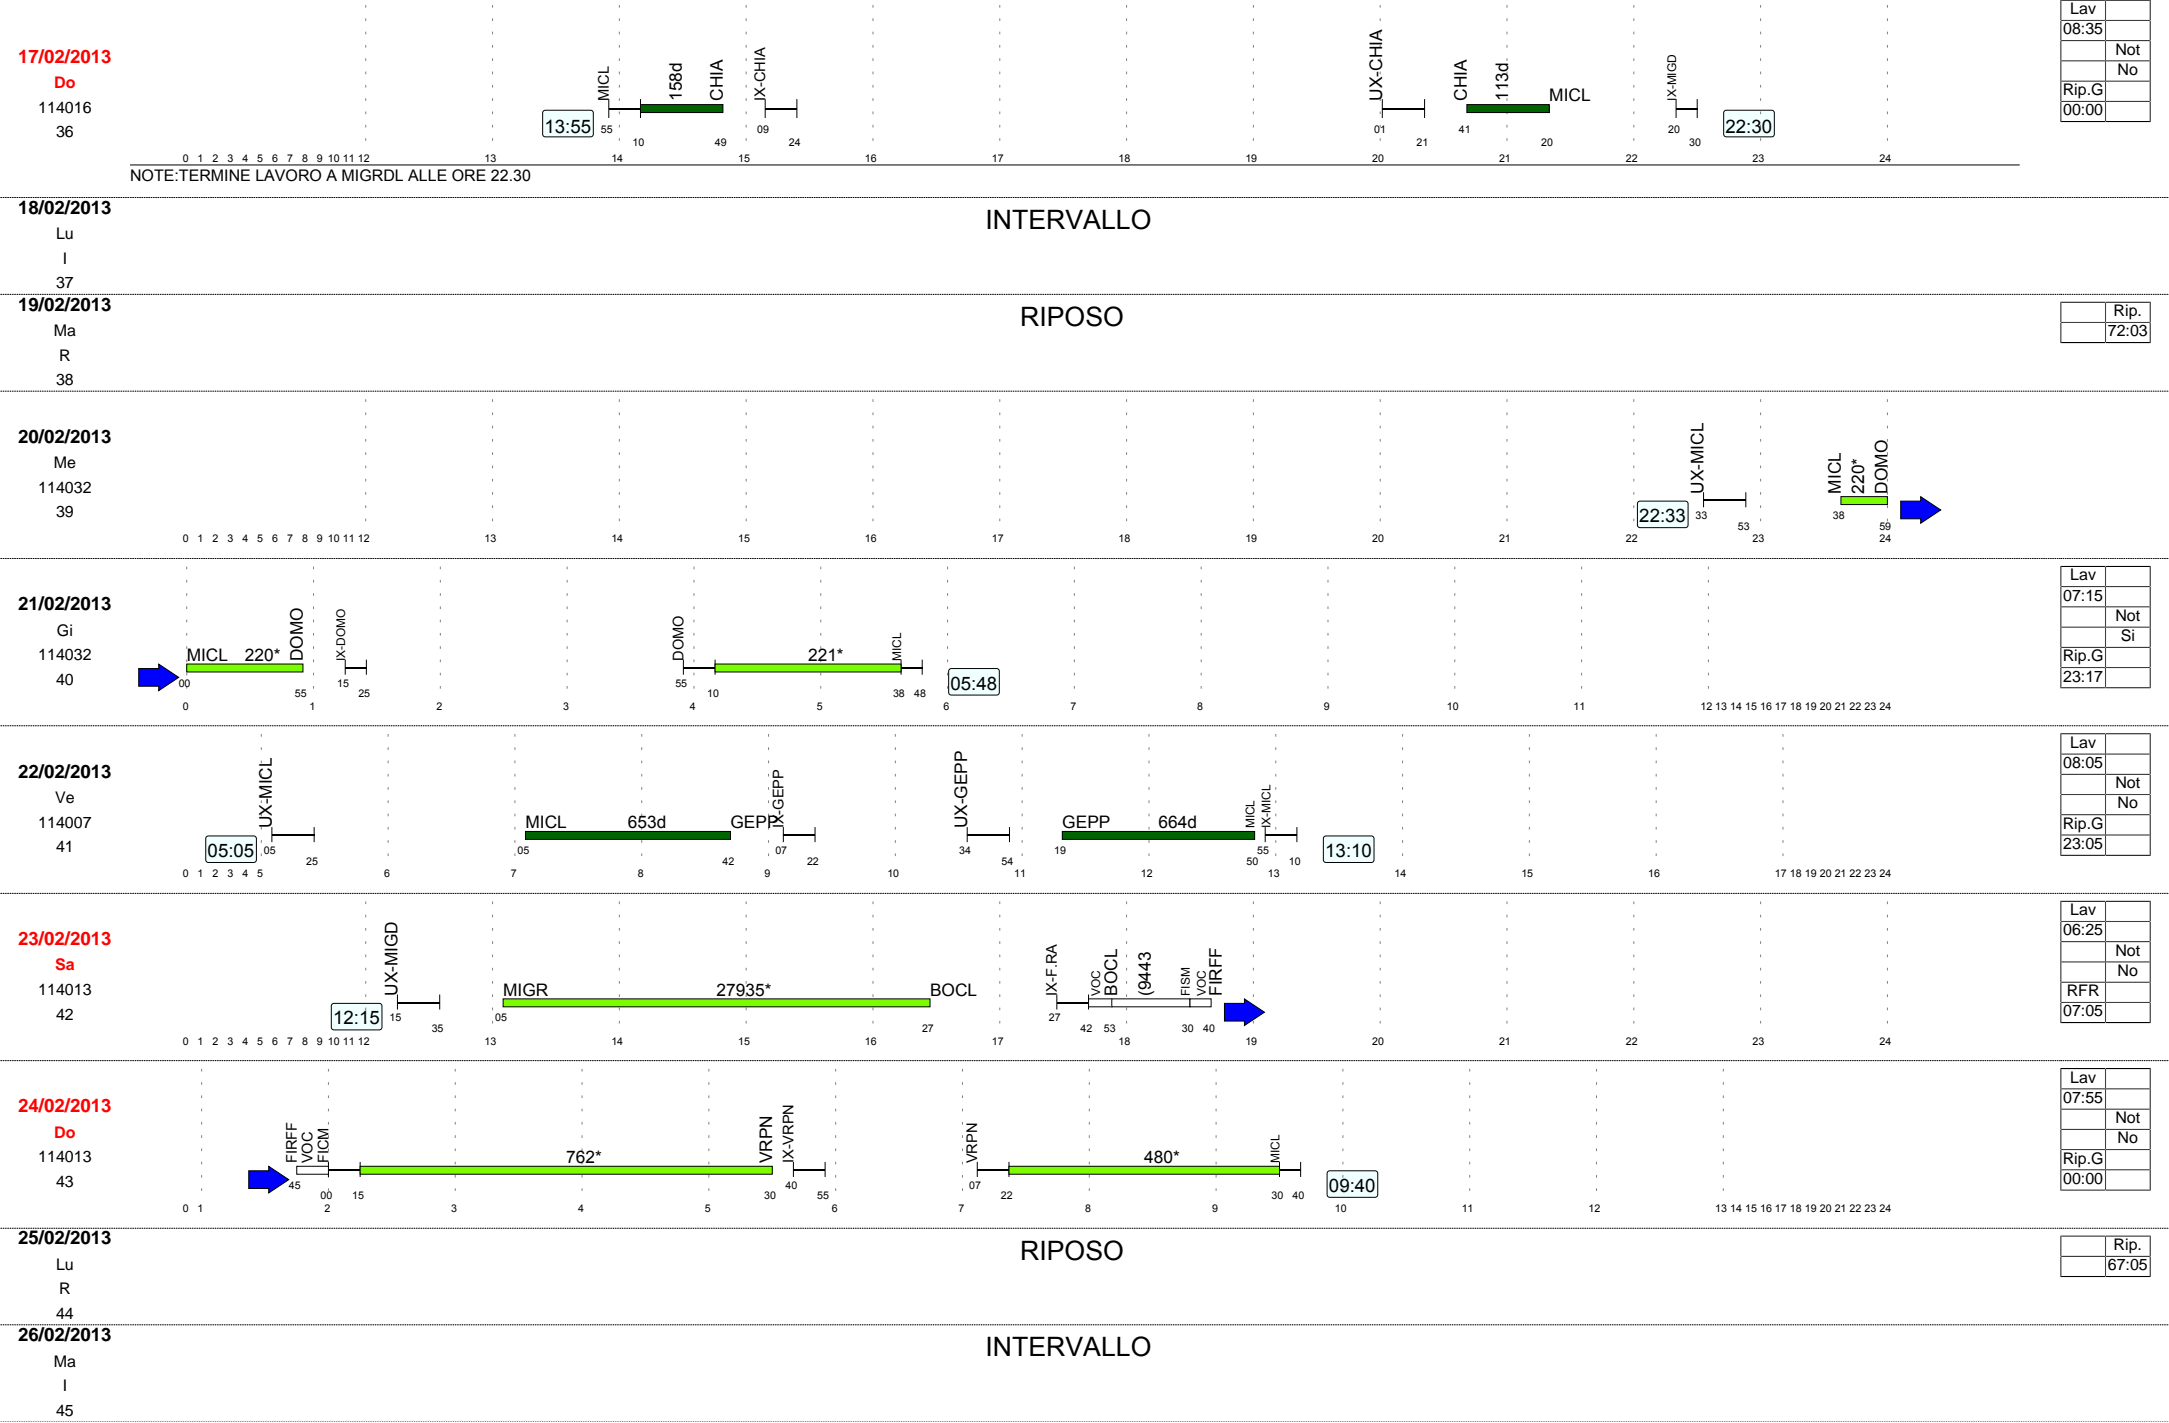 17/02/2013
Do
114016
36
13:55
MICL 158d CHIA IX-CHIA UX-CHIA CHIA 113d MICL IX-MIGD
55 10 49 09 24 01 21 41 20 20 30
22:30
0 1 2 3 4 5 6 7 8 9 10 11 12 13 14 15 16 17 18 19 20 21 22 23 24
NOTE:TERMINE LAVORO A MIGRDL ALLE ORE 22.30
Lav
08:35
Not
No
Rip.G
00:00
18/02/2013
Lu
I
37
INTERVALLO
19/02/2013
Ma
R
38
RIPOSO
Rip.
72:03
20/02/2013
Me
114032
39
22:33
UX-MICL MICL 220* DOMO
33 53 38 59
0 1 2 3 4 5 6 7 8 9 10 11 12 13 14 15 16 17 18 19 20 21 22 23 24
21/02/2013
Gi
114032
40
MICL 220* DOMO IX-DOMO DOMO 221* MICL
00 55 15 25 55 10 38 48
05:48
0 1 2 3 4 5 6 7 8 9 10 11 12 13 14 15 16 17 18 19 20 21 22 23 24
Lav
07:15
Not
Si
Rip.G
23:17
22/02/2013
Ve
114007
41
05:05
UX-MICL MICL 653d GEPP IX-GEPP UX-GEPP GEPP 664d MICL IX-MICL
05 25 05 42 07 22 34 54 19 50 55 10
13:10
0 1 2 3 4 5 6 7 8 9 10 11 12 13 14 15 16 17 18 19 20 21 22 23 24
Lav
08:05
Not
No
Rip.G
23:05
23/02/2013
Sa
114013
42
12:15
UX-MIGD MIGR 27935* BOCL IX-F.RA VOC BOCL (9443 FISM VOC FIRFF
15 35 05 27 27 42 53 30 40
0 1 2 3 4 5 6 7 8 9 10 11 12 13 14 15 16 17 18 19 20 21 22 23 24
Lav
06:25
Not
No
RFR
07:05
24/02/2013
Do
114013
43
FIRFF VOC FICM 762* VRPN IX-VRPN VRPN 480* MICL
45 00 15 30 40 55 07 22 30 40
09:40
0 1 2 3 4 5 6 7 8 9 10 11 12 13 14 15 16 17 18 19 20 21 22 23 24
Lav
07:55
Not
No
Rip.G
00:00
25/02/2013
Lu
R
44
RIPOSO
Rip.
67:05
26/02/2013
Ma
I
45
INTERVALLO